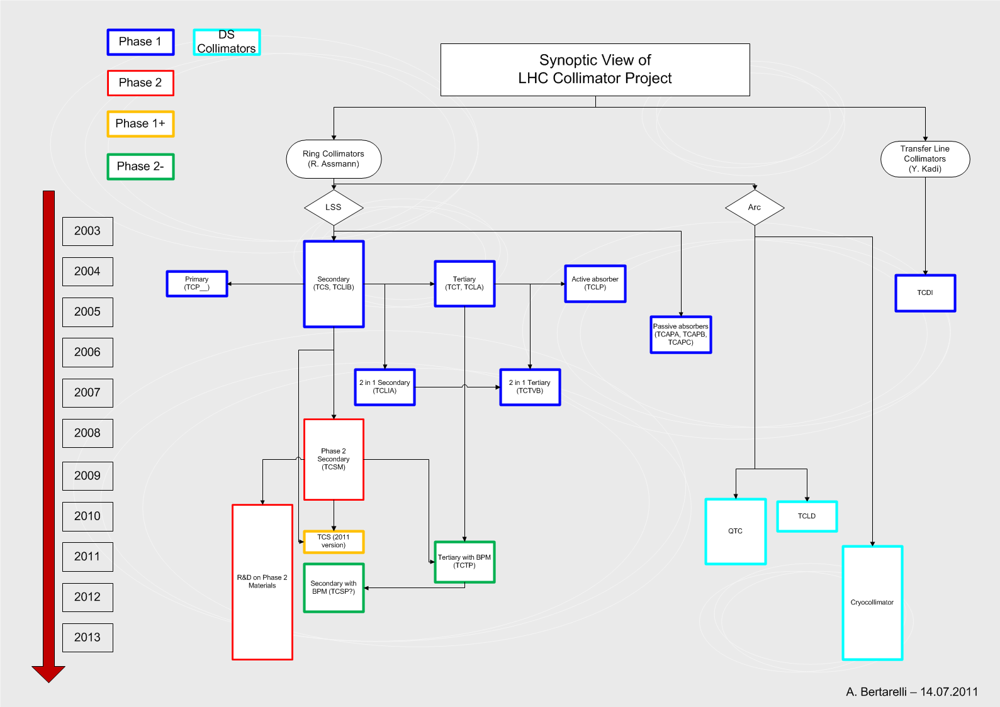 Phase 1
DS
Collimators
Phase 2
Phase 1+
Phase 2-
Synoptic View of
LHC Collimator Project
Ring Collimators
(R. Assmann)
Transfer Line
Collimators
(Y. Kadi)
LSS
Arc
2003
2004
2005
2006
2007
2008
2009
2010
2011
2012
2013
Primary
(TCP__)
Secondary
(TCS, TCLIB)
Tertiary
(TCT, TCLA)
Active absorber
(TCLP)
TCDI
Passive absorbers
(TCAPA, TCAPB,
TCAPC)
2 in 1 Secondary
(TCLIA)
2 in 1 Tertiary
(TCTVB)
Phase 2
Secondary
(TCSM)
QTC
TCLD
TCS (2011
version)
Tertiary with BPM
(TCTP)
R&D on Phase 2
Materials
Secondary with
BPM (TCSP?)
Cryocollimator
A. Bertarelli – 14.07.2011